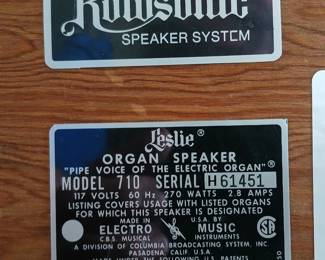 Rowsonic
SPEAKER SYSTEM
Leslie®
ORGAN SPEAKER
"PIPE VOICE OF THE ELECTRIC ORGAN"®
MODEL 710 SERIAL H61451
117 VOLTS 60 Hz 270 WATTS 2.8 AMPS
LISTING COVERS USAGE WITH LISTED ORGANS
FOR WHICH THIS SPEAKER IS DESIGNATED
MADE IN U.S.A. BY
ELECTRO MUSIC
C.B.S. MUSICAL INSTRUMENTS
A DIVISION OF COLUMBIA BROADCASTING SYSTEM, INC.
PASADENA CALIF. U.S.A.